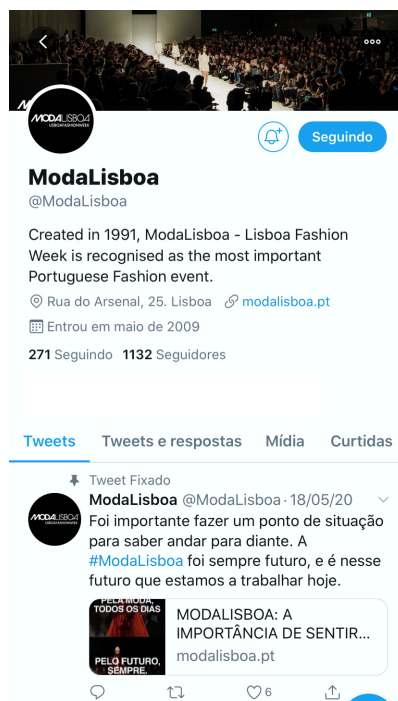 MODALISBOA
LISBOAFASHIONWEEK
Seguindo
ModaLisboa
@ModaLisboa
Created in 1991, ModaLisboa - Lisboa Fashion
Week is recognised as the most important
Portuguese Fashion event.
Rua do Arsenal, 25. Lisboa modalisboa.pt
Entrou em maio de 2009
271 Seguindo 1132 Seguidores
Tweets Tweets e respostas Mídia Curtidas
Tweet Fixado
ModaLisboa @ModaLisboa · 18/05/20
MODALISBOA
Foi importante fazer um ponto de situação
para saber andar para diante. A
#ModaLisboa foi sempre futuro, e é nesse
futuro que estamos a trabalhar hoje.
PELA MODA,
TODOS OS DIAS
PELO FUTURO,
SEMPRE.
MODALISBOA: A
IMPORTÂNCIA DE SENTIR...
modalisboa.pt
6